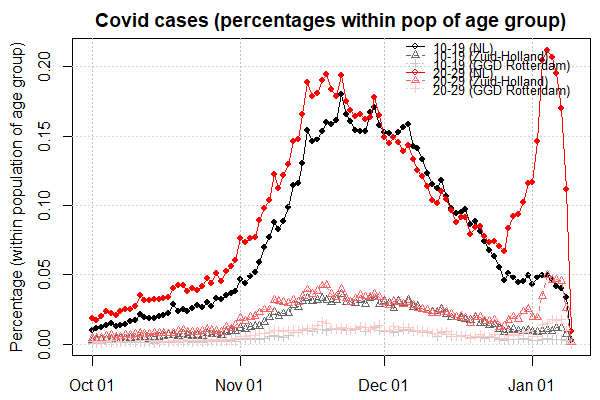 Covid cases (percentages within pop of age group)
Percentage (within population of age group)
0.20
0.15
0.10
0.05
0.00
10-19 (NL)
10-19 (Zuid-Holland)
10-19 (GGD Rotterdam)
20-29 (NL)
20-29 (Zuid-Holland)
20-29 (GGD Rotterdam)
Oct 01
Nov 01
Dec 01
Jan 01